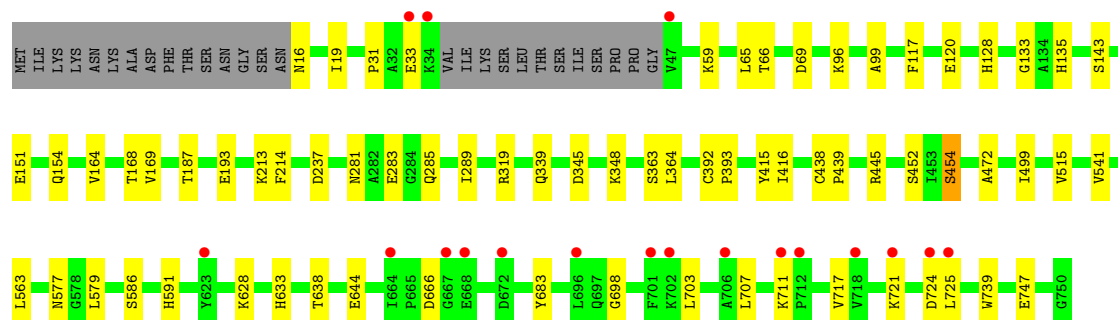 MET ILE LYS LYS ASN LYS ALA ASP PHE THR SER ASN GLY SER ASN N16 I19 P31 A32 E33 K34 VAL ILE LYS SER LEU THR SER ILE SER PRO PRO GLY V47 K59 L65 T66 D69 K96 A99 F117 E120 H128 G133 A134 H135 S143
E151 Q154 V164 T168 V169 T187 E193 K213 F214 D237 N281 A282 E283 G284 Q285 I289 R319 Q339 D345 K348 S363 L364 C392 P393 Y415 I416 C438 P439 R445 S452 I453 S454 A472 I499 V515 V541
L563 N577 G578 L579 S586 H591 Y623 K628 H633 T638 E644 I664 P665 D666 G667 E668 D672 Y683 L696 Q697 G698 F701 K702 L703 A706 L707 K711 P712 V717 V718 K721 D724 L725 W739 E747 G750